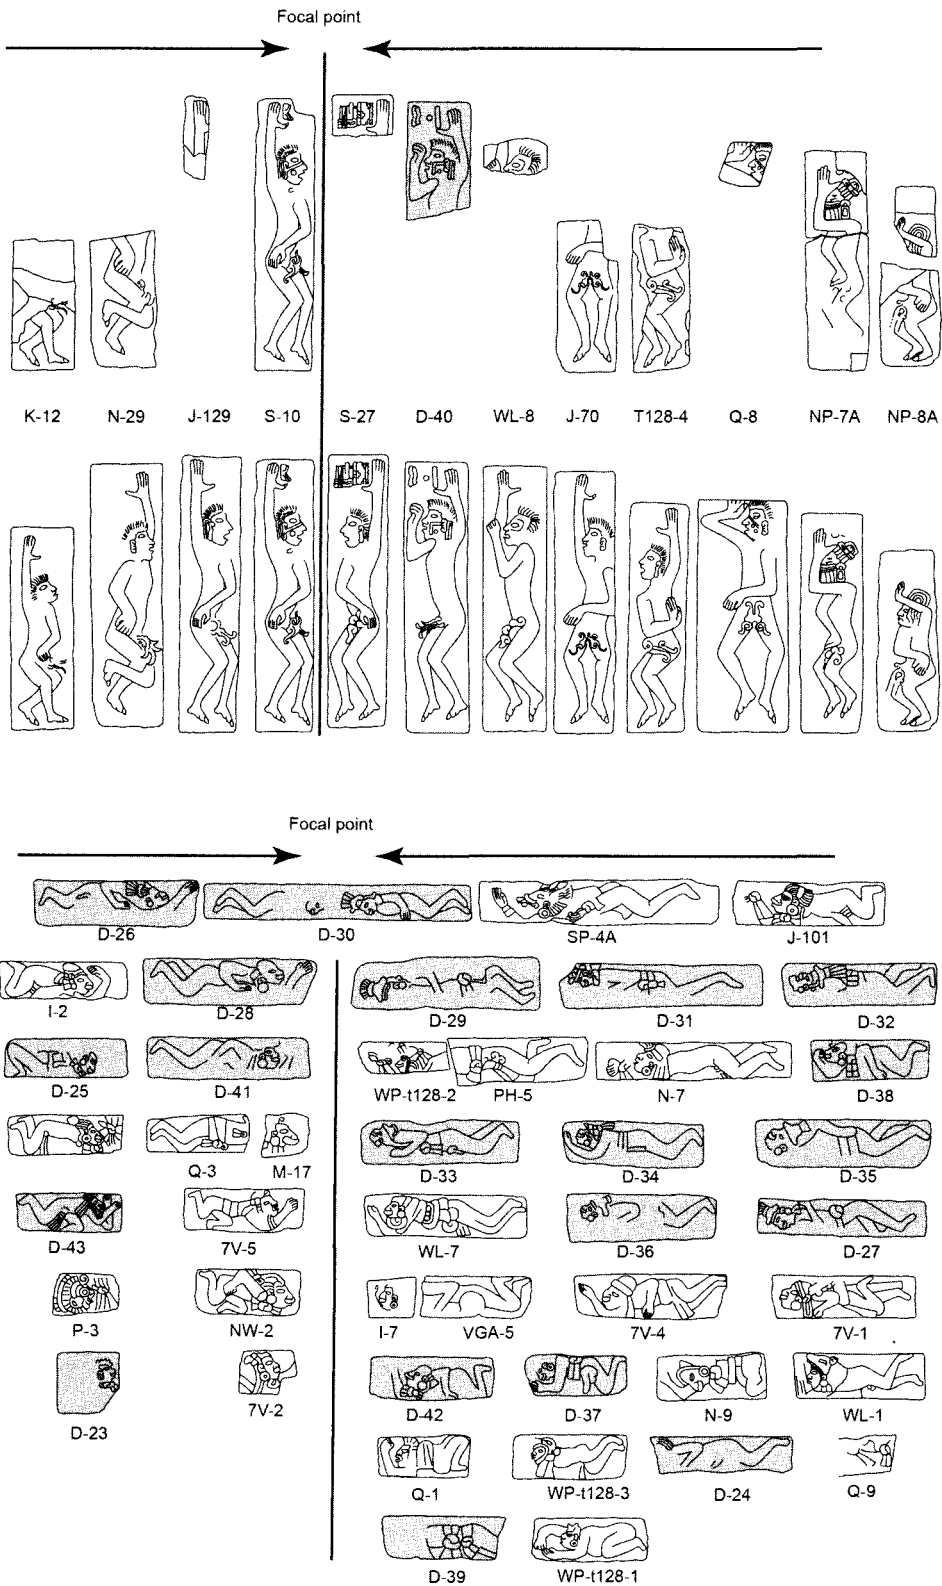 Focal point
K-12 N-29 J-129 S-10 S-27 D-40 WL-8 J-70 T128-4 Q-8 NP-7A NP-8A
Focal point
D-26 D-30 SP-4A J-101
I-2 D-28 D-29 D-31 D-32
D-25 D-41 WP-t128-2 PH-5 N-7 D-38
Q-3 M-17 D-33 D-34 D-35
D-43 7V-5 WL-7 D-36 D-27
P-3 NW-2 I-7 VGA-5 7V-4 7V-1
D-23 7V-2 D-42 D-37 N-9 WL-1
Q-1 WP-t128-3 D-24 Q-9
D-39 WP-t128-1